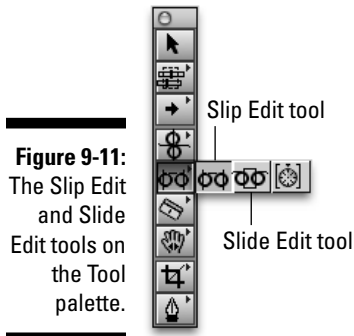 Slip Edit tool
Figure 9-11:
The Slip Edit
and Slide
Edit tools on
the Tool
palette.
Slide Edit tool